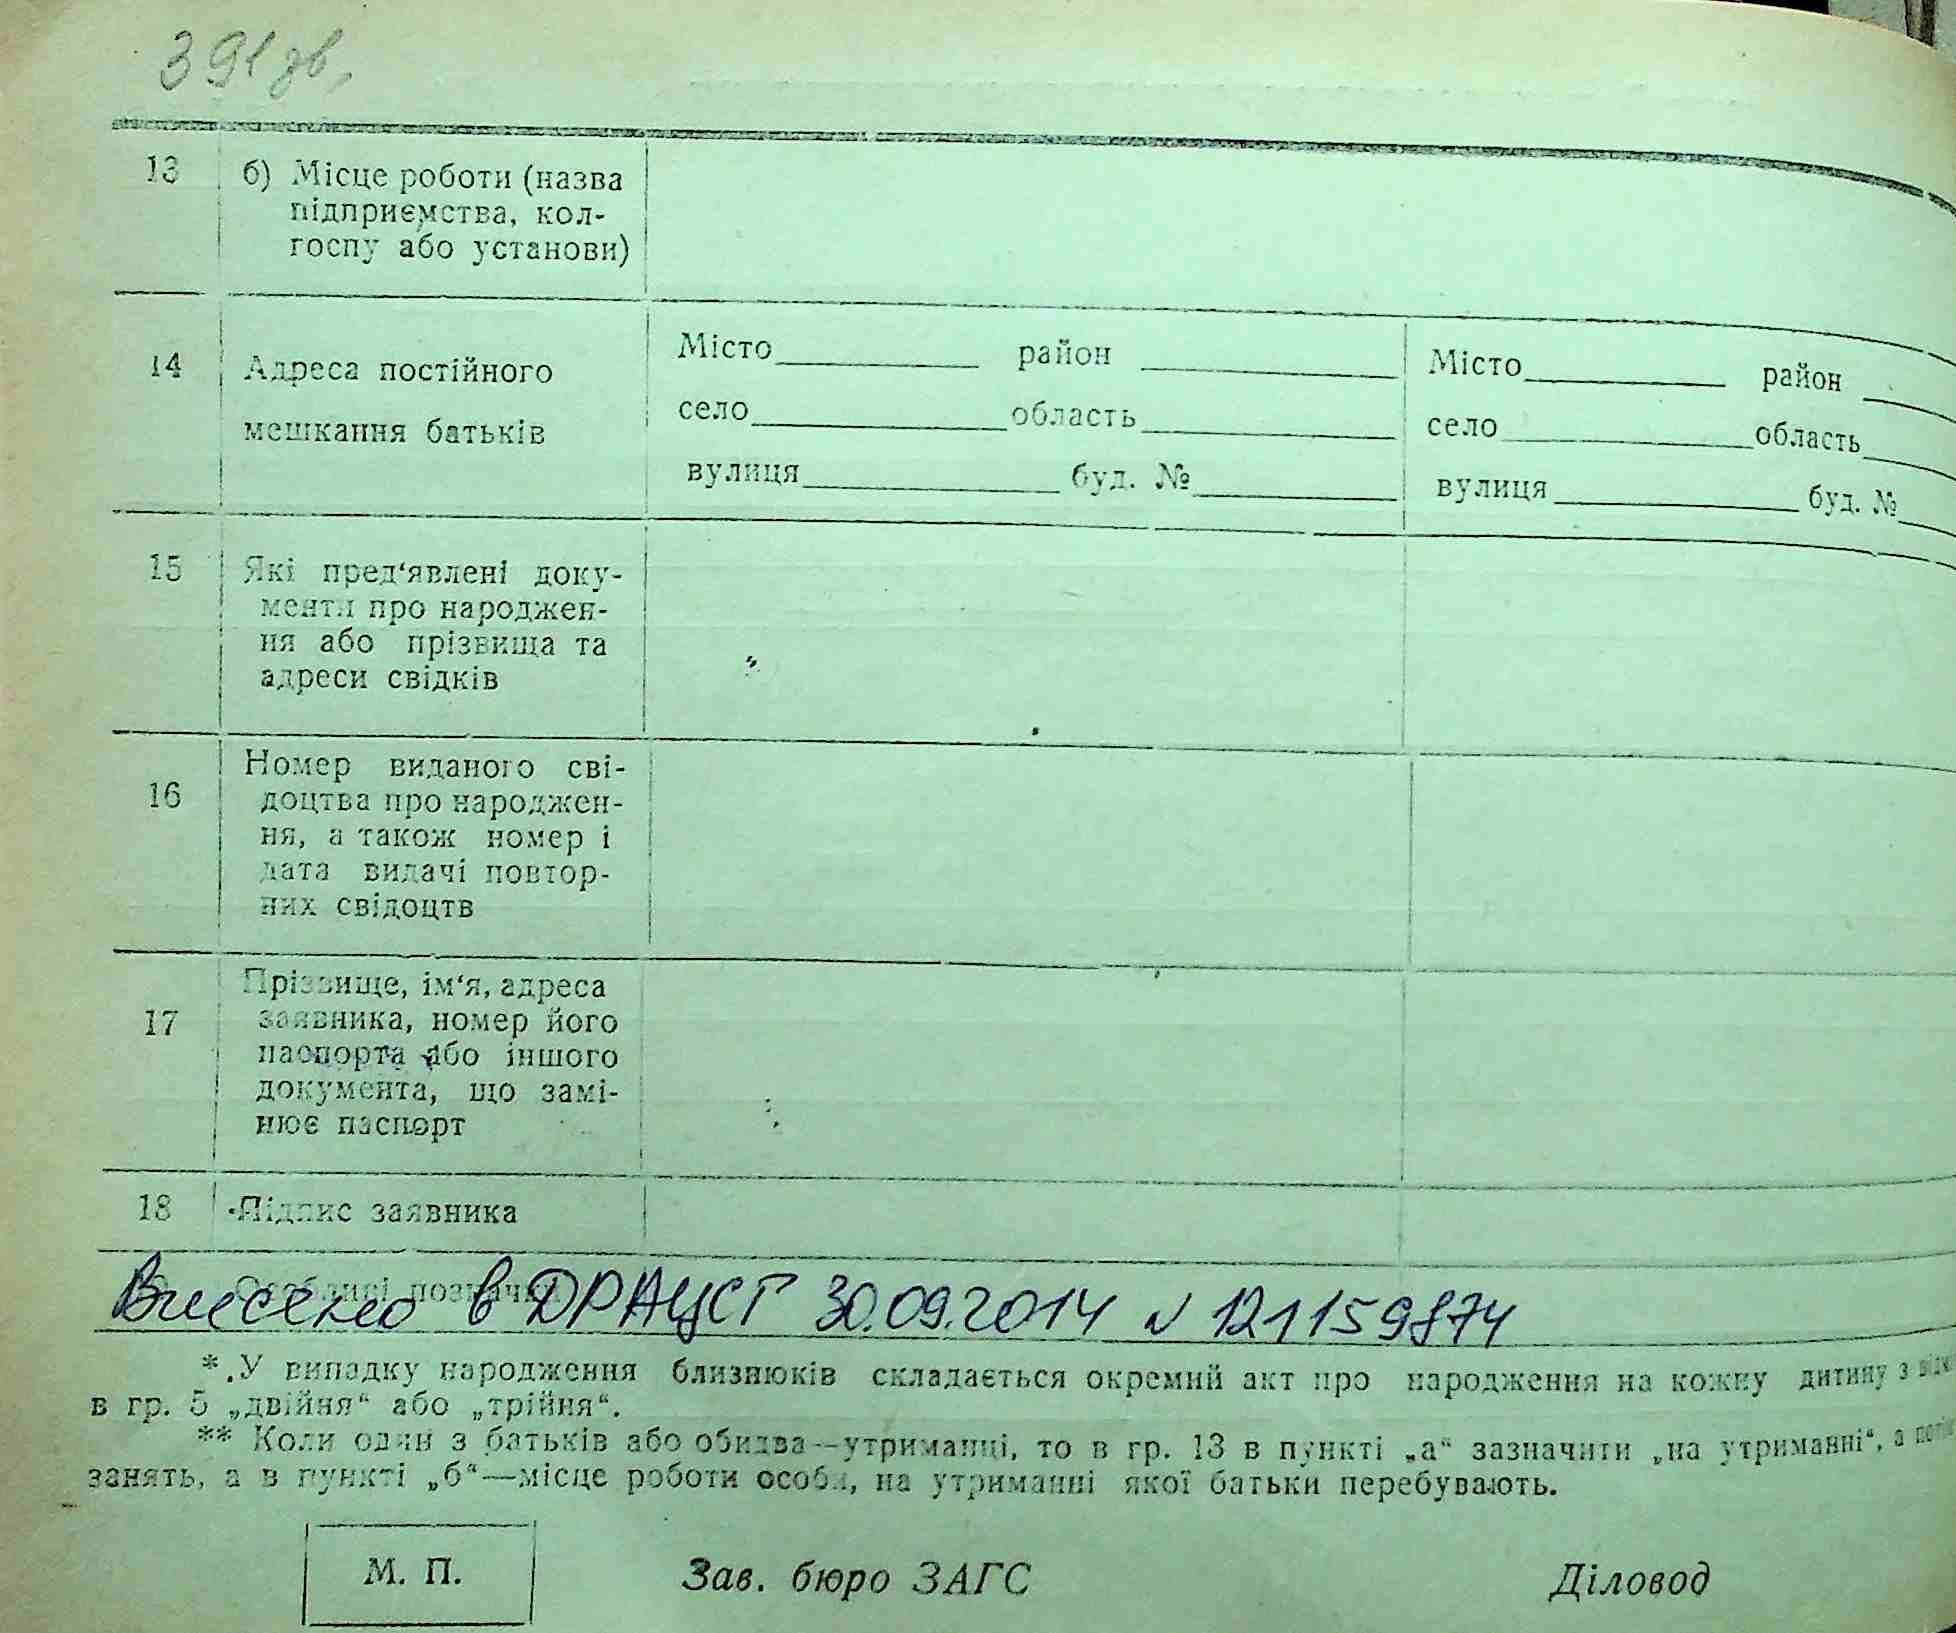 391 зв.
13 б) Місце роботи (назва
підприємства, кол-
госпу або установи)
14 Адреса постійного
мешкання батьків
Місто район
село область
вулиця буд. №
Місто район
село область
вулиця буд. №
15 Які пред‘явлені доку-
менти про народжен-
ня або прізвища та
адреси свідків
16 Номер виданого сві-
доцтва про народжен-
ня, а також номер і
дата видачі повтор-
них свідоцтв
17 Прізвище, ім‘я, адреса
заявника, номер його
паспорта або іншого
документа, що замі-
нює паспорт
18 Підпис заявника
Особливі позначки
Внесено в ДРАЦСГ 30.09.2014 № 121159874
* У випадку народження близнюків складається окремий акт про народження на кожну дитину з
в гр. 5 „двійня“ або „трійня“.
** Коли один з батьків або обидва—утриманці, то в гр. 13 в пункті „а“ зазначити „на утриманні“, а
занять, а в пункті „б“—місце роботи особи, на утриманні якої батьки перебувають.
М. П. Зав. бюро ЗАГС Діловод